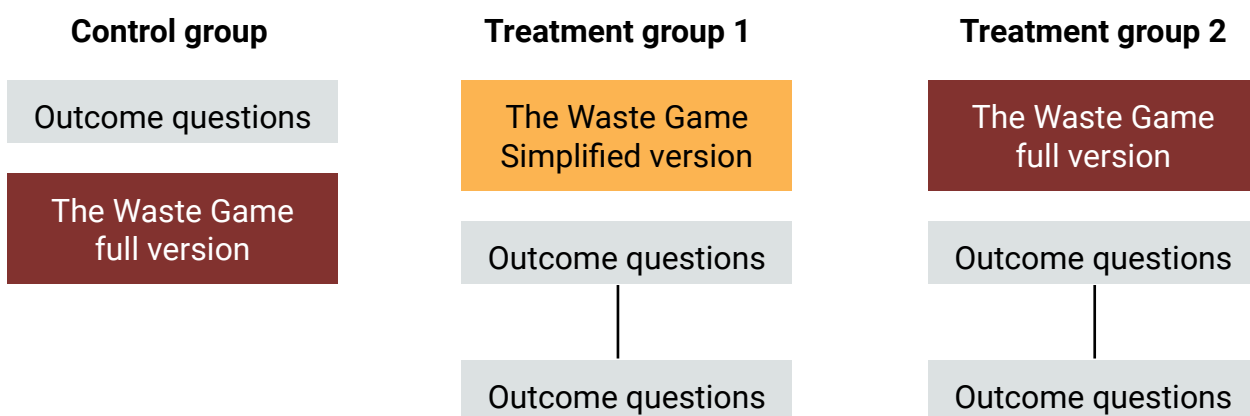 Control group
Outcome questions
The Waste Game
full version
Treatment group 1
The Waste Game
Simplified version
Outcome questions
Outcome questions
Treatment group 2
The Waste Game
full version
Outcome questions
Outcome questions